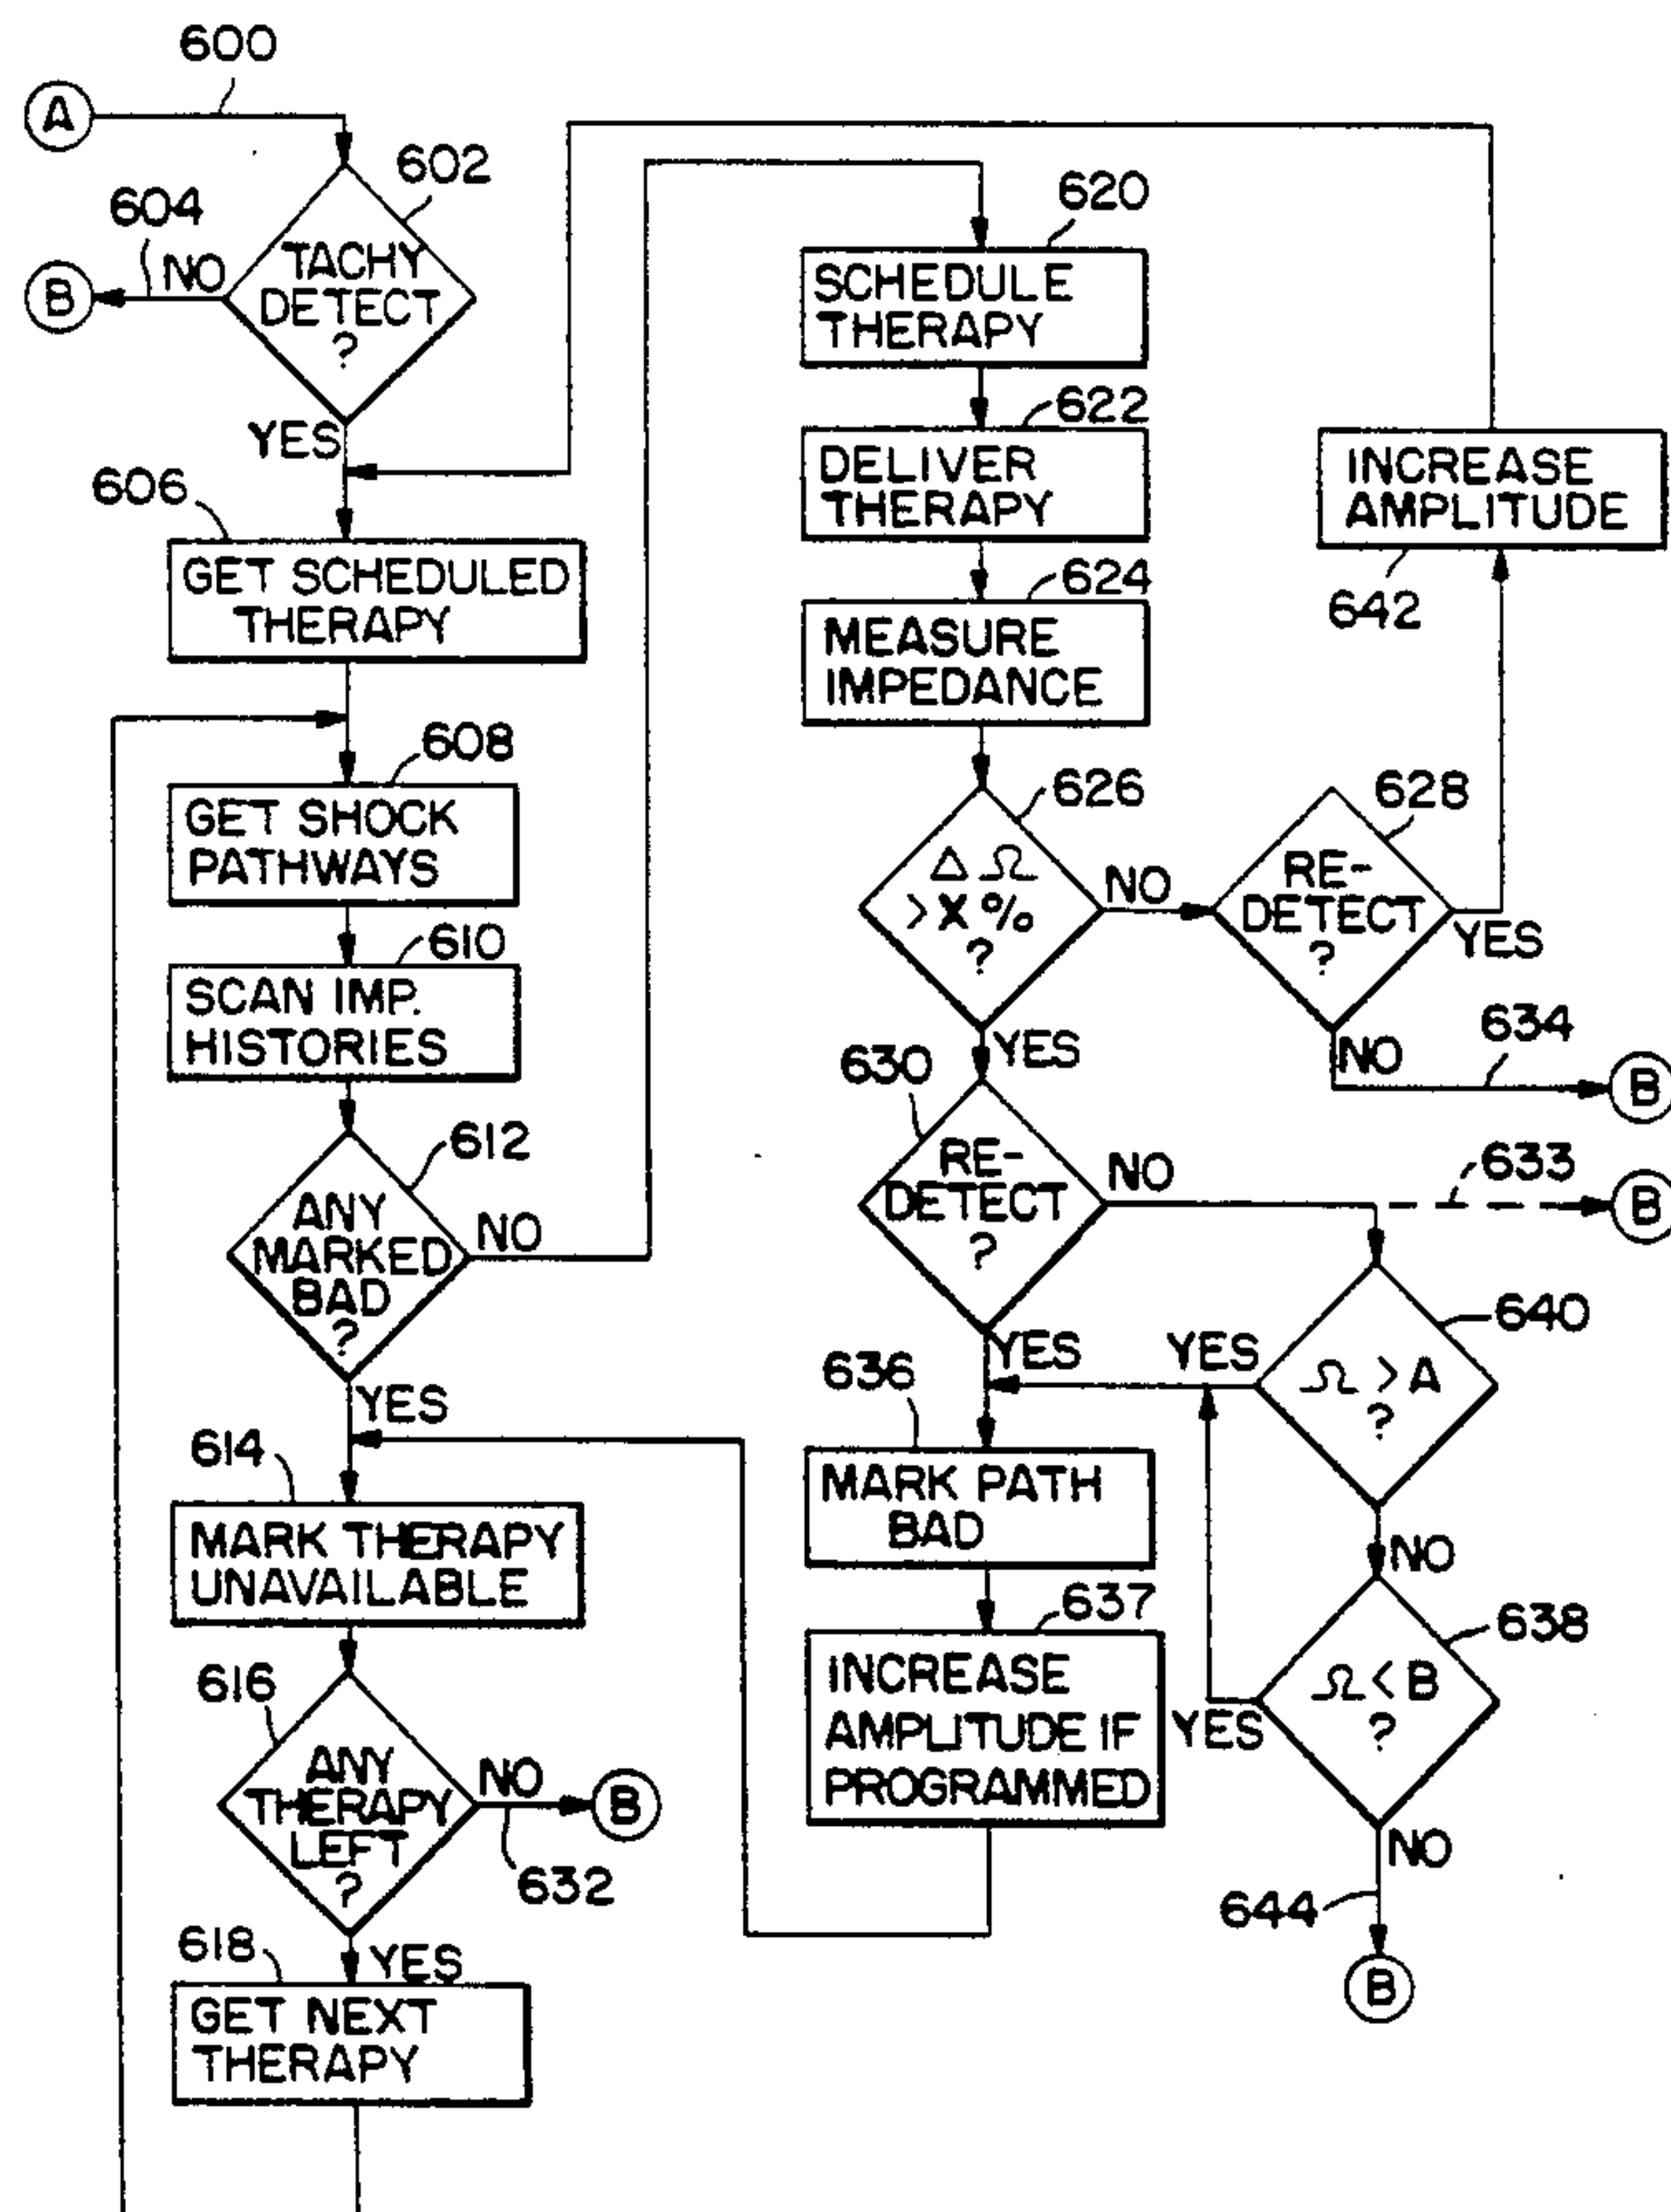 600
A
602
604
NO
B
TACHY
DETECT
?
YES
606
GET SCHEDULED
THERAPY
608
GET SHOCK
PATHWAYS
610
SCAN IMP.
HISTORIES
612
ANY
MARKED
BAD
?
NO
YES
614
MARK THERAPY
UNAVAILABLE
616
ANY
THERAPY
LEFT
?
NO
B
632
YES
618
GET NEXT
THERAPY
620
SCHEDULE
THERAPY
622
DELIVER
THERAPY
624
MEASURE
IMPEDANCE
626
Δ Ω
> X %
?
NO
YES
628
RE-
DETECT
?
YES
NO
634
B
INCREASE
AMPLITUDE
642
630
RE-
DETECT
?
NO
633
B
YES
636
MARK PATH
BAD
637
INCREASE
AMPLITUDE IF
PROGRAMMED
640
YES
Ω > A
?
NO
638
Ω < B
?
YES
NO
644
B